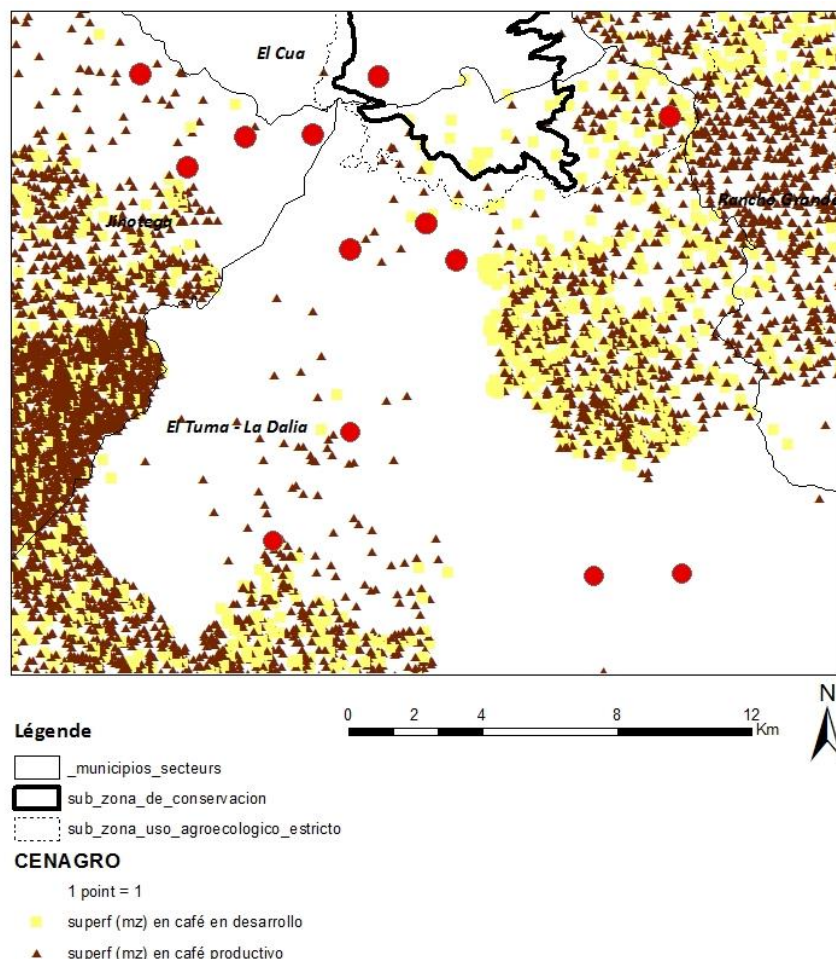 El Cua
Rancho Grande
Jinotega
El Tuma - La Dalia
N
0 2 4 8 12
Km
Légende
_municipios_secteurs
sub_zona_de_conservacion
sub_zona_uso_agroecologico_estricto
CENAGRO
1 point = 1
superf (mz) en café en desarrollo
superf (mz) en café productivo